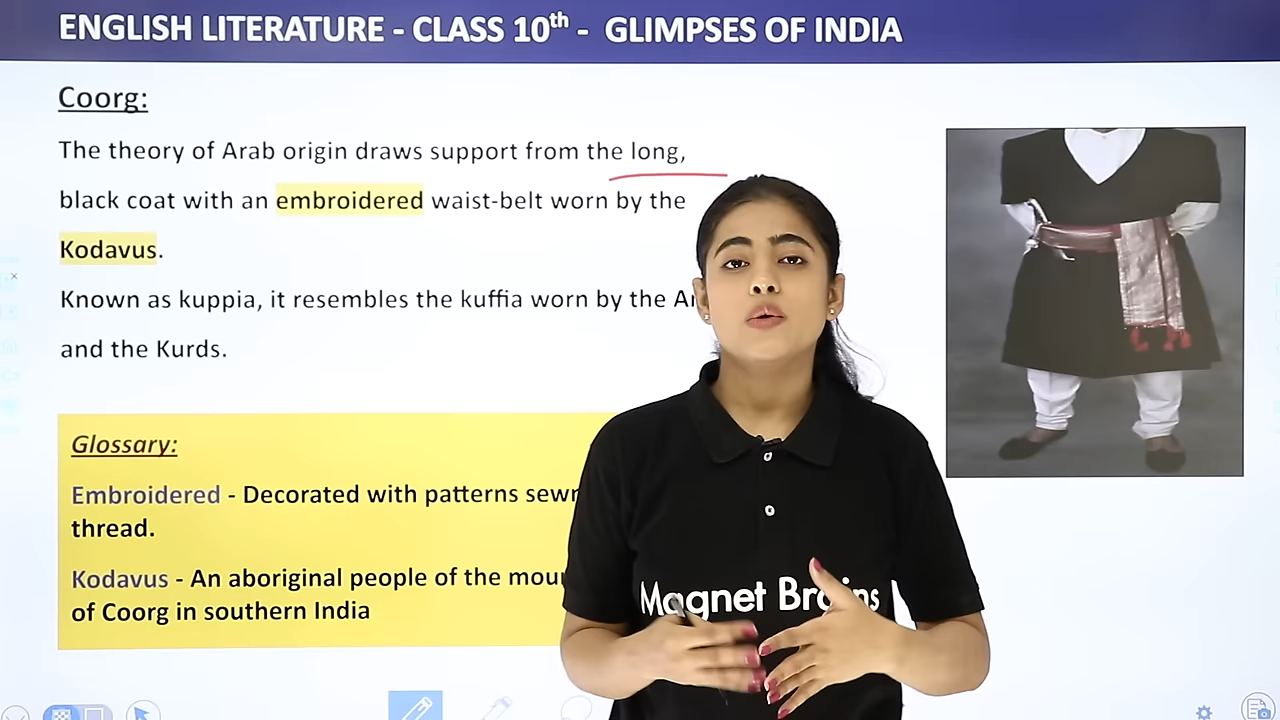 ENGLISH LITERATURE - CLASS 10th - GLIMPSES OF INDIA
Coorg:
The theory of Arab origin draws support from the long,
black coat with an embroidered waist-belt worn by the
Kodavus.
Known as kuppia, it resembles the kuffia worn by the
and the Kurds.
Glossary:
Embroidered - Decorated with patterns
thread.
Kodavus - An aboriginal people of the
of Coorg in southern India
Magnet Brains